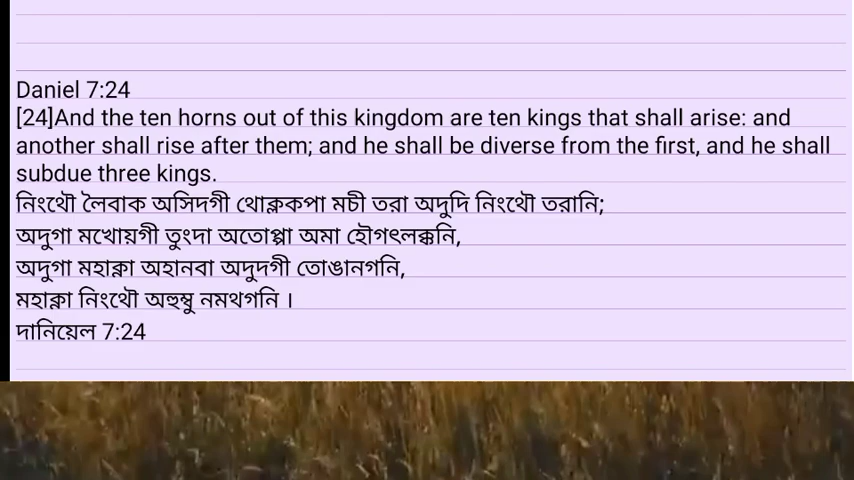 Daniel 7:24
[24]And the ten horns out of this kingdom are ten kings that shall arise: and
another shall rise after them; and he shall be diverse from the first, and he shall
subdue three kings.
নিংথৌ লৈবাক অসিদগী থোক্লকপা মচী তরা অদুদি নিংথৌ তরানি;
অদুগা মখোয়গী তুংদা অতোপ্পা অমা হৌগৎলক্কনি,
অদুগা মহাক্না অহানবা অদুদগী তোঙানগনি,
মহাক্না নিংথৌ অহুম্বু নমথগনি ।
দানিয়েল 7:24